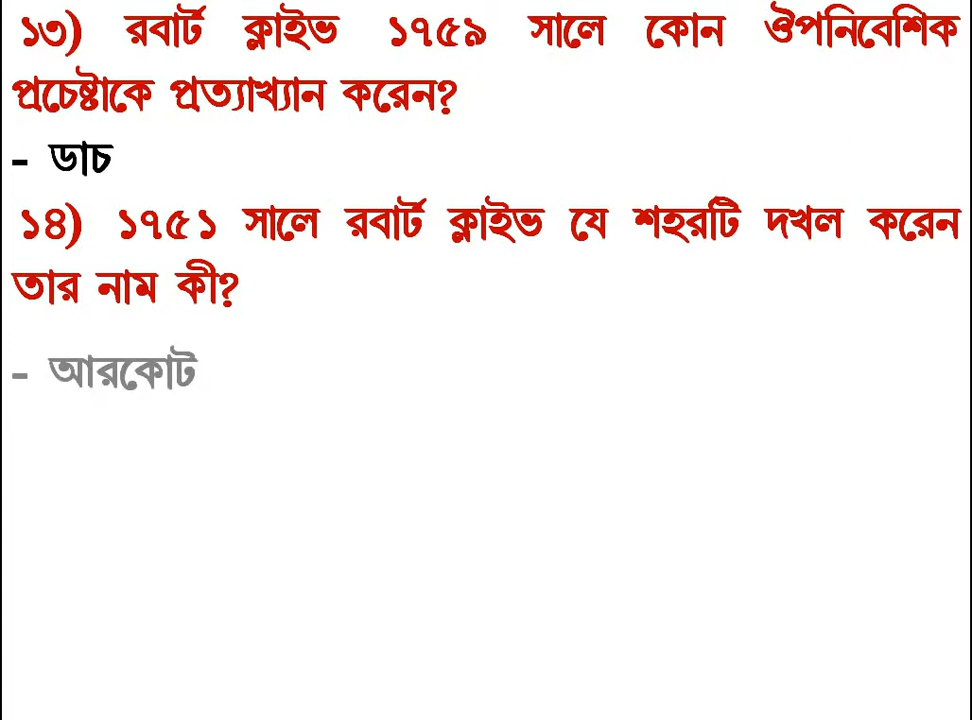 ১৩) রবার্ট ক্লাইভ ১৭৫৯ সালে কোন ঔপনিবেশিক
প্রচেষ্টাকে প্রত্যাখ্যান করেন?
- ডাচ
১৪) ১৭৫১ সালে রবার্ট ক্লাইভ যে শহরটি দখল করেন
তার নাম কী?
- আরকোট